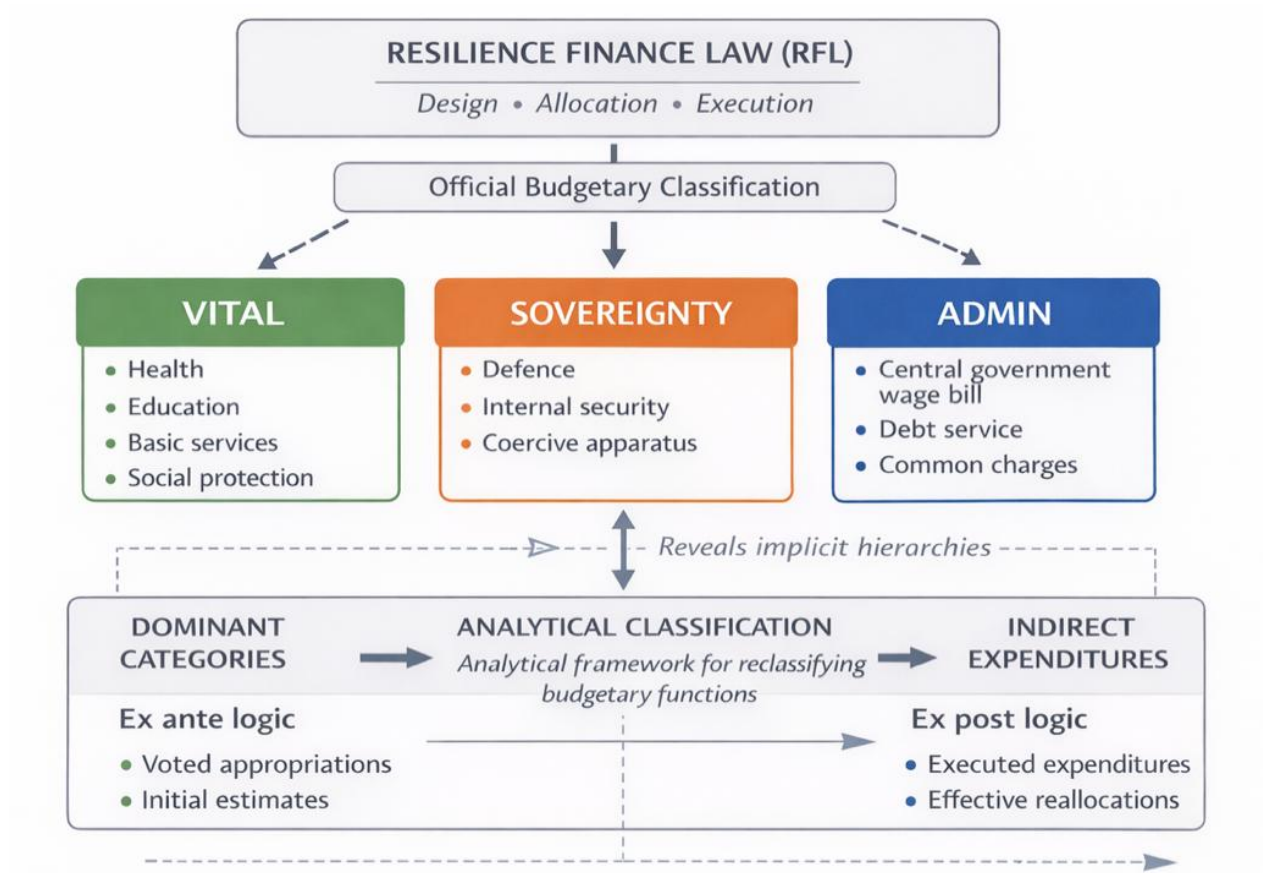 RESILIENCE FINANCE LAW (RFL)
Design • Allocation • Execution
Official Budgetary Classification
VITAL
• Health
• Education
• Basic services
• Social protection
SOVEREIGNTY
• Defence
• Internal security
• Coercive apparatus
ADMIN
• Central government
wage bill
• Debt service
• Common charges
Reveals implicit hierarchies
DOMINANT
CATEGORIES
ANALYTICAL CLASSIFICATION
Analytical framework for reclassifying
budgetary functions
INDIRECT
EXPENDITURES
Ex ante logic
• Voted appropriations
• Initial estimates
Ex post logic
• Executed expenditures
• Effective reallocations